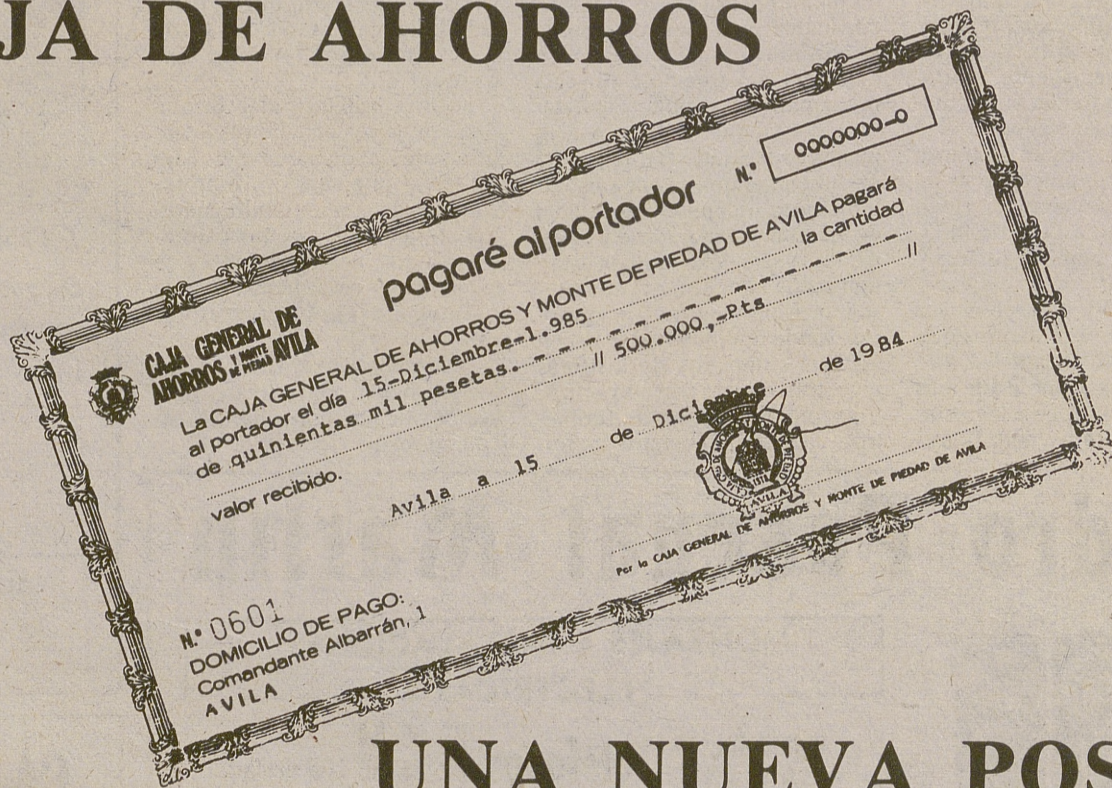 JA DE AHORROS
N.º 0000000-0
pagaré al portador
CAJA GENERAL DE
AHORROS Y MONTE DE PIEDAD AVILA
La CAJA GENERAL DE AHORROS Y MONTE DE PIEDAD DE AVILA pagará
al portador el día 15-Diciembre-1.985 la cantidad
de quinientas mil pesetas. - - - - - - - - - - - -
// 500.000,-Pts //
valor recibido.
Avila a 15 de Diciembre de 1984
AVILA
Por la CAJA GENERAL DE AHORROS Y MONTE DE PIEDAD DE AVILA
N.º 0601
DOMICILIO DE PAGO:
Comandante Albarrán, 1
AVILA
UNA NUEVA POS